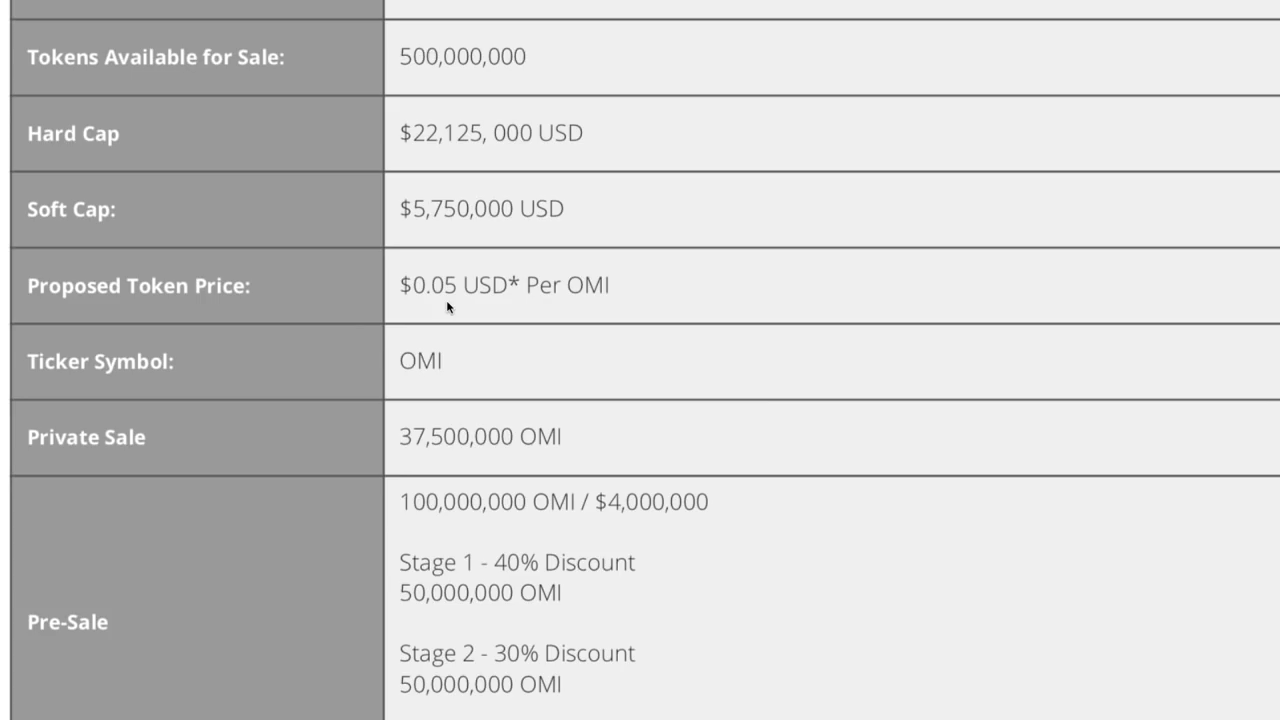 Tokens Available for Sale: 500,000,000
Hard Cap $22,125, 000 USD
Soft Cap: $5,750,000 USD
Proposed Token Price: $0.05 USD* Per OMI
Ticker Symbol: OMI
Private Sale 37,500,000 OMI
Pre-Sale
100,000,000 OMI / $4,000,000
Stage 1 - 40% Discount
50,000,000 OMI
Stage 2 - 30% Discount
50,000,000 OMI